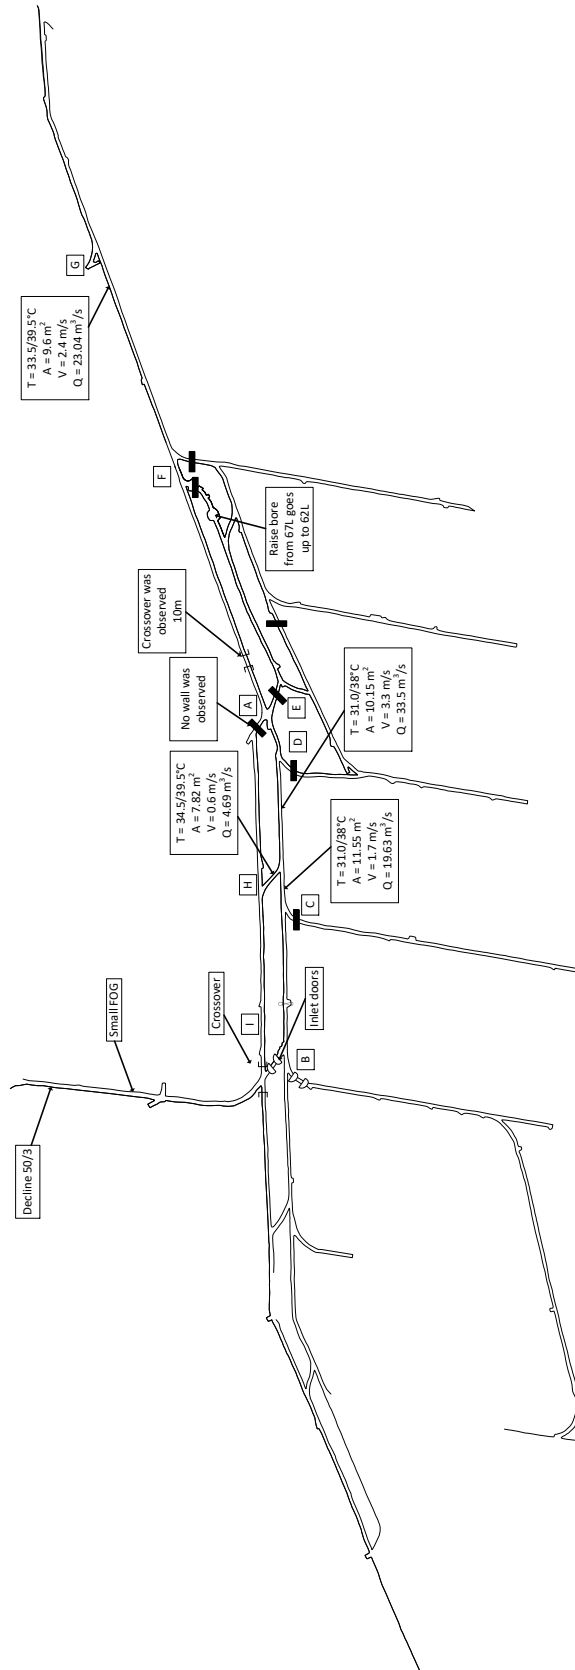 G
T = 33.5/39.5°C
A = 9.6 m²
V = 2.4 m/s
Q = 23.04 m³/s
F
Raise bore
from 67L goes
up to 62L
Crossover was
observed
10m
No wall was
observed
A
E
D
T = 31.0/38°C
A = 10.15 m²
V = 3.3 m/s
Q = 33.5 m³/s
T = 34.5/39.5°C
A = 7.82 m²
V = 0.6 m/s
Q = 4.69 m³/s
H
T = 31.0/38°C
A = 11.55 m²
V = 1.7 m/s
Q = 19.63 m³/s
C
I
Crossover
Inlet doors
B
Small FOG
Decline 50/3